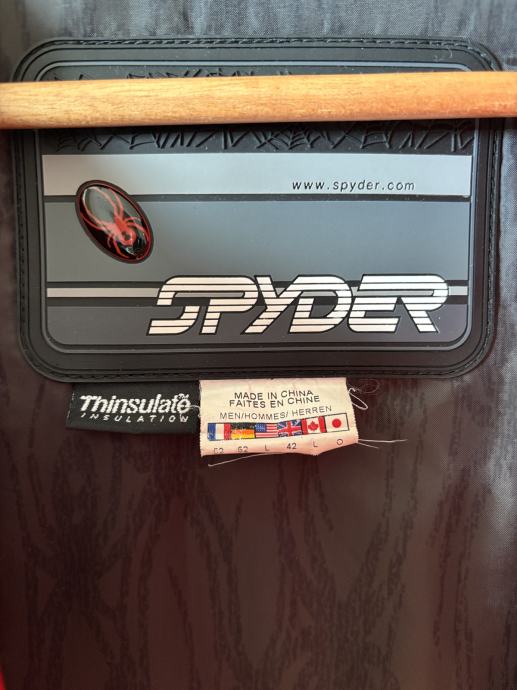 www.spyder.com
SPYDER
Thinsulate
INSULATION
MADE IN CHINA
FAITES EN CHINE
MEN/HOMMES/ HERREN
52 52 L 42 L O